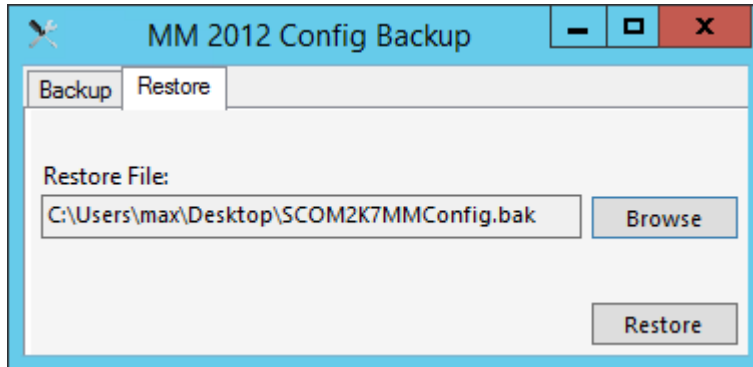 MM 2012 Config Backup
Backup Restore
Restore File:
C:\Users\max\Desktop\SCOM2K7MMConfig.bak Browse
Restore